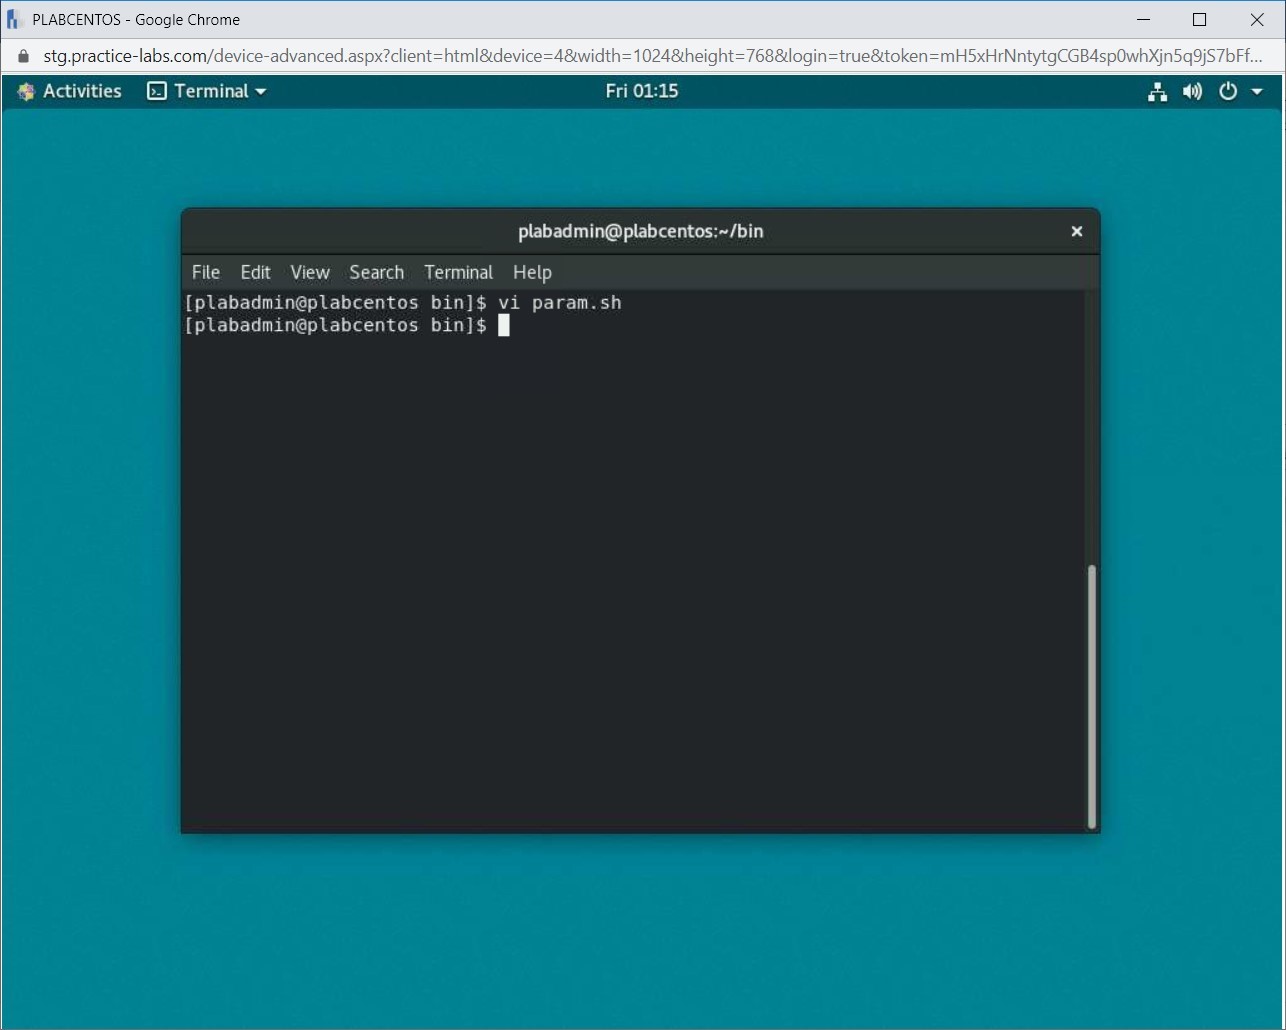 PLABCENTOS - Google Chrome
stg.practice-labs.com/device-advanced.aspx?client=html&device=4&width=1024&height=768&login=true&token=mH5xHrNntytgCGB4sp0whXjn5q9jS7bFf...
Activities Terminal Fri 01:15
plabadmin@plabcentos:~/bin
File Edit View Search Terminal Help
[plabadmin@plabcentos bin]$ vi param.sh
[plabadmin@plabcentos bin]$